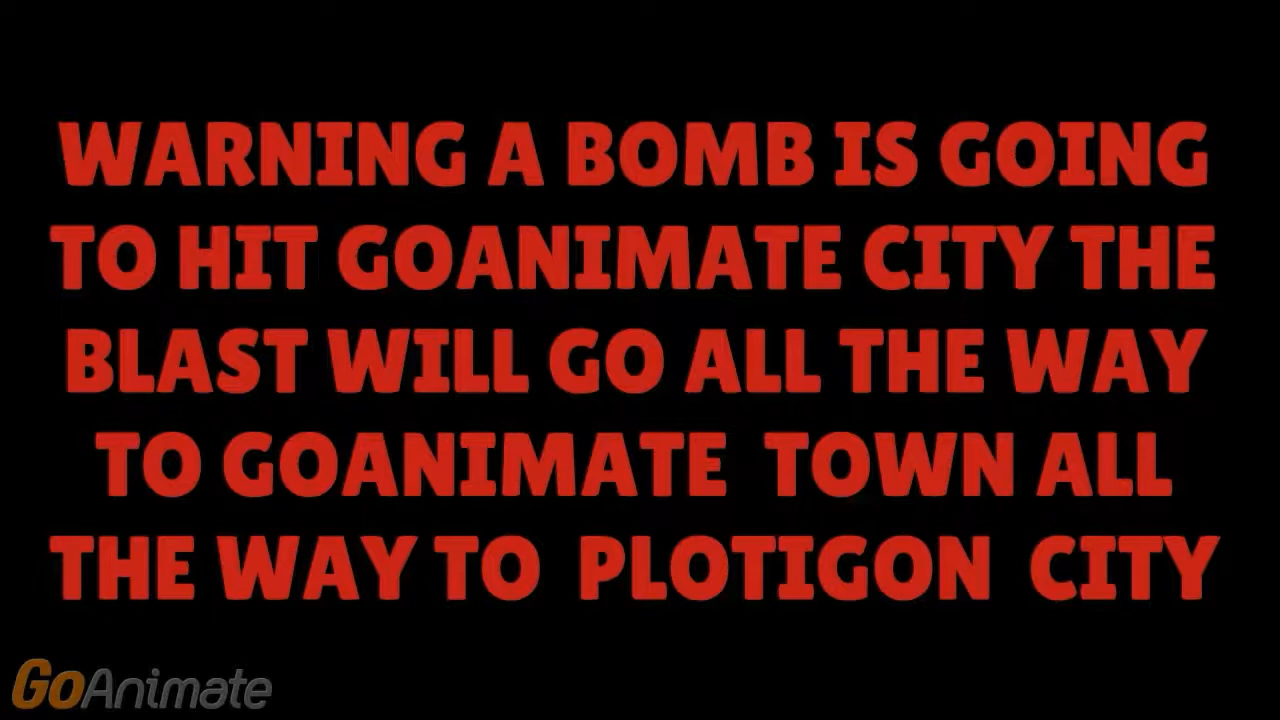 WARNING A BOMB IS GOING
TO HIT GOANIMATE CITY THE
BLAST WILL GO ALL THE WAY
TO GOANIMATE TOWN ALL
THE WAY TO PLOTIGON CITY
GoAnimate